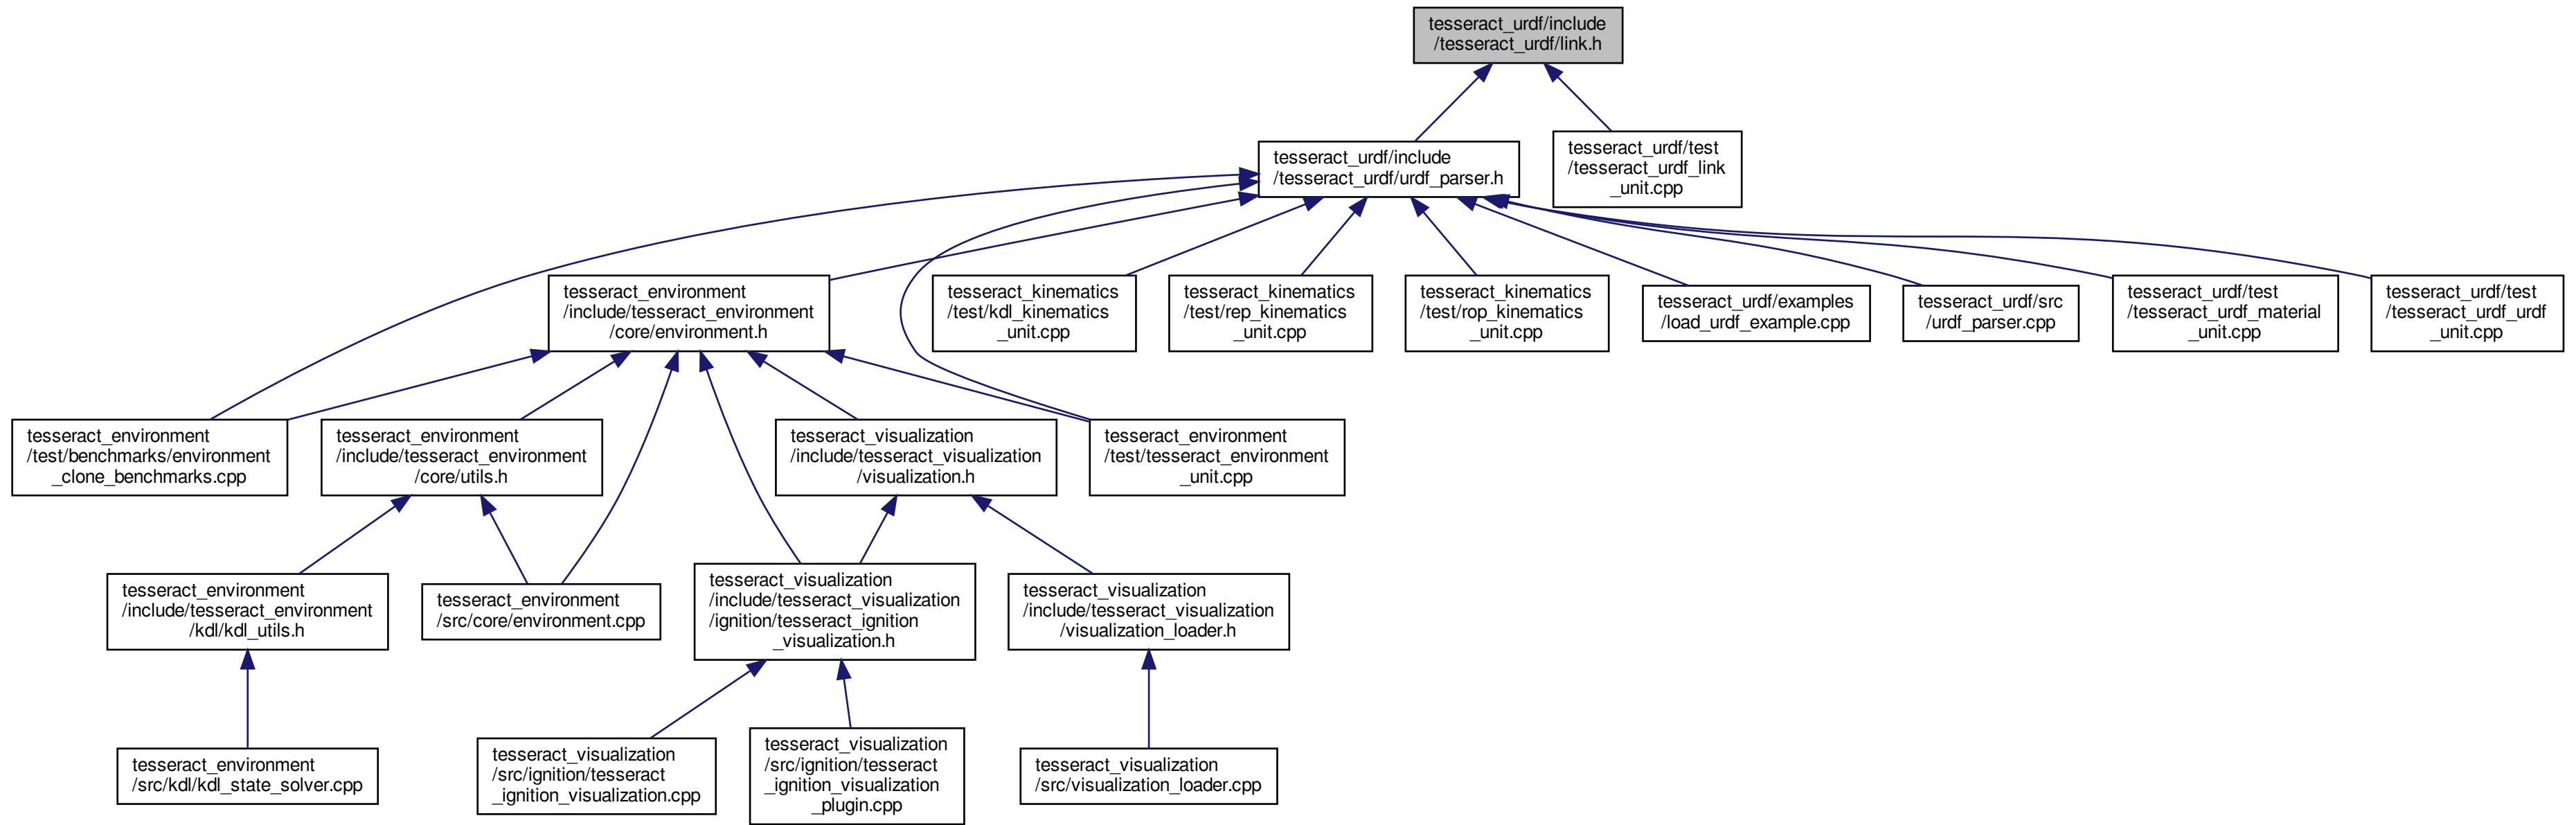 tesseract_urdf/include
/tesseract_urdf/link.h
tesseract_urdf/include
/tesseract_urdf/urdf_parser.h
tesseract_urdf/test
/tesseract_urdf_link
_unit.cpp
tesseract_environment
/include/tesseract_environment
/core/environment.h
tesseract_kinematics
/test/kdl_kinematics
_unit.cpp
tesseract_kinematics
/test/rep_kinematics
_unit.cpp
tesseract_kinematics
/test/rop_kinematics
_unit.cpp
tesseract_urdf/examples
/load_urdf_example.cpp
tesseract_urdf/src
/urdf_parser.cpp
tesseract_urdf/test
/tesseract_urdf_material
_unit.cpp
tesseract_urdf/test
/tesseract_urdf_urdf
_unit.cpp
tesseract_environment
/test/benchmarks/environment
_clone_benchmarks.cpp
tesseract_environment
/include/tesseract_environment
/core/utils.h
tesseract_visualization
/include/tesseract_visualization
/visualization.h
tesseract_environment
/test/tesseract_environment
_unit.cpp
tesseract_environment
/include/tesseract_environment
/kdl/kdl_utils.h
tesseract_environment
/src/core/environment.cpp
tesseract_visualization
/include/tesseract_visualization
/ignition/tesseract_ignition
_visualization.h
tesseract_visualization
/include/tesseract_visualization
/visualization_loader.h
tesseract_environment
/src/kdl/kdl_state_solver.cpp
tesseract_visualization
/src/ignition/tesseract
_ignition_visualization.cpp
tesseract_visualization
/src/ignition/tesseract
_ignition_visualization
_plugin.cpp
tesseract_visualization
/src/visualization_loader.cpp